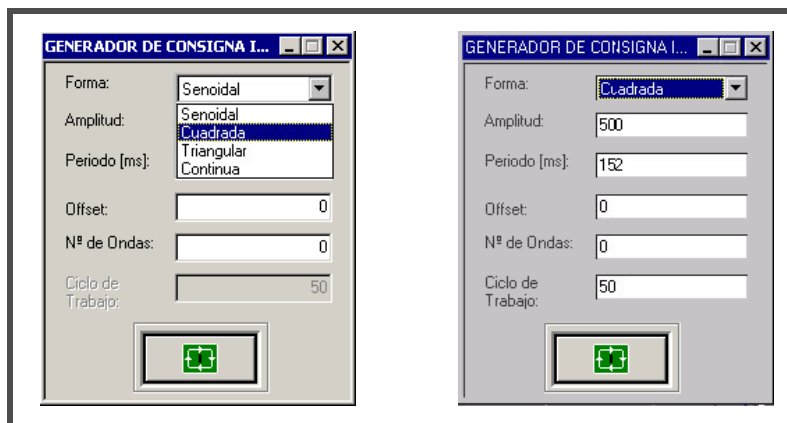 GENERADOR DE CONSIGNA I...
Forma:
Senoidal
Senoidal
Cuadrada
Triangular
Continua
Amplitud:
Periodo [ms]:
Offset:
0
Nº de Ondas:
0
Ciclo de
Trabajo:
50
GENERADOR DE CONSIGNA I...
Forma:
Cuadrada
Amplitud:
500
Periodo [ms]:
152
Offset:
0
Nº de Ondas:
0
Ciclo de
Trabajo:
50